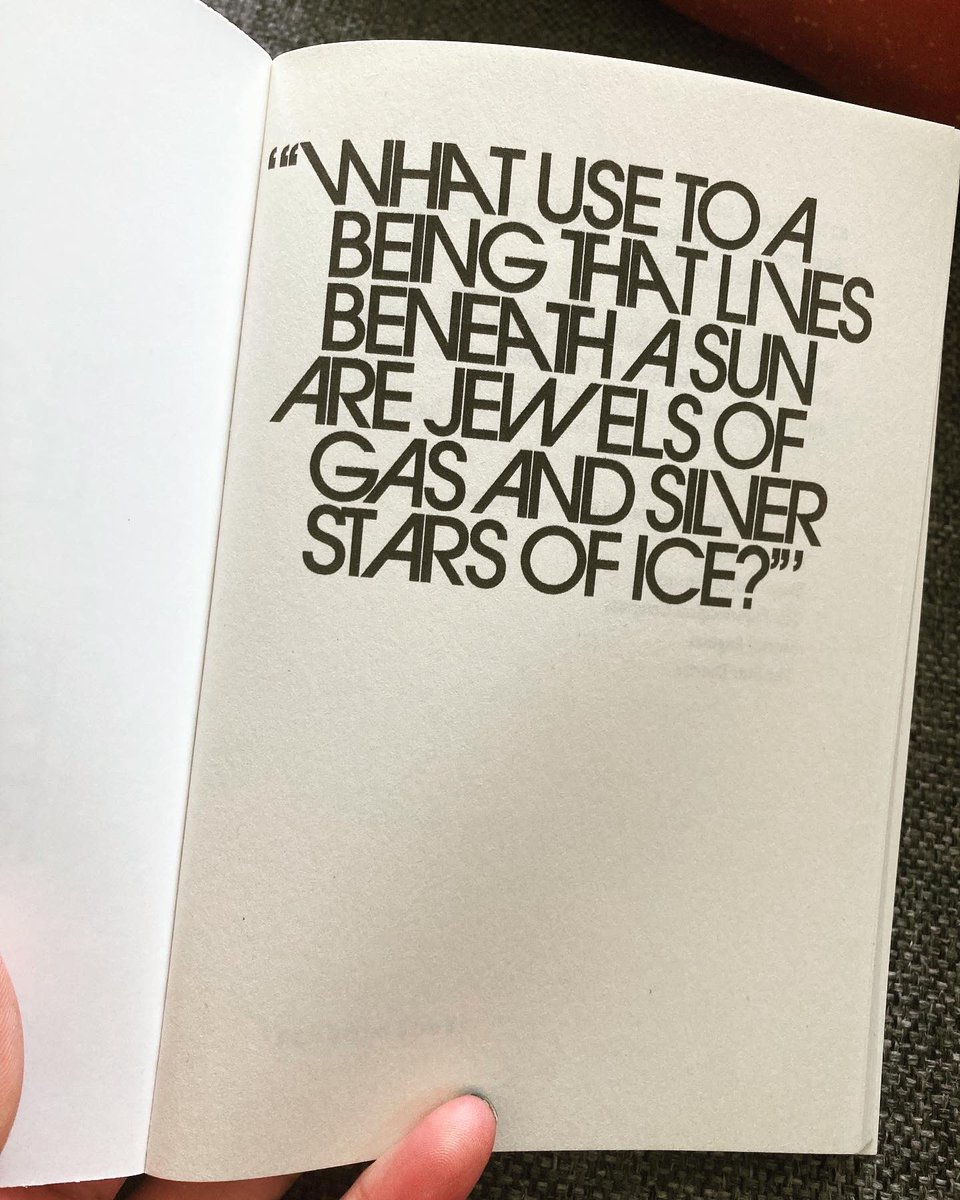 ‘“‘WHAT USE TO A
BEING THAT LIVES
BENEATH A SUN
ARE JEWELS OF
GAS AND SILVER
STARS OF ICE?’”’